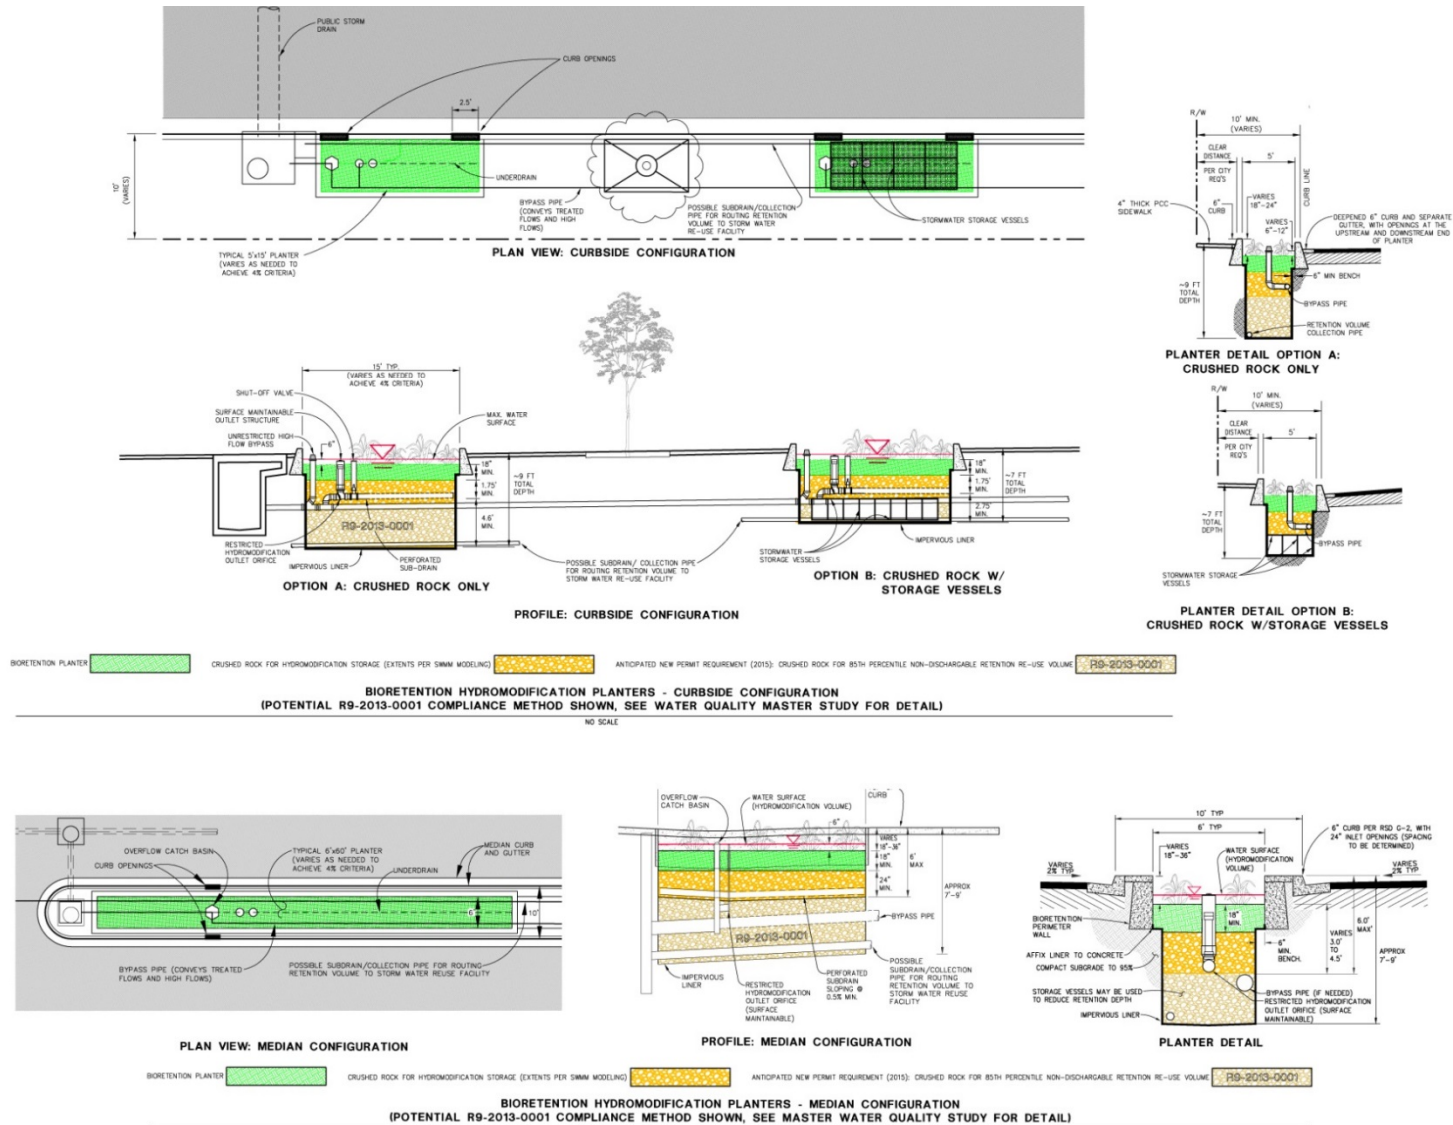 PUBLIC STORM
DRAIN
CURB OPENINGS
2.5'
10'
(VARIES)
UNDERDRAIN
BYPASS PIPE
(CONVEYS TREATED
FLOWS AND HIGH
FLOWS)
POSSIBLE SUBDRAIN/COLLECTION
PIPE FOR ROUTING RETENTION
VOLUME TO STORM WATER
RE-USE FACILITY
STORMWATER STORAGE VESSELS
TYPICAL 5'x15' PLANTER
(VARIES AS NEEDED TO
ACHIEVE 4% CRITERIA)
PLAN VIEW: CURBSIDE CONFIGURATION
R/W
10' MIN.
(VARIES)
CLEAR
DISTANCE
PER CITY
REQ'S
5'
CURB LINE
4" THICK PCC
SIDEWALK
6"
CURB
VARIES
18"-24"
VARIES
6"-12"
DEEPENED 6" CURB AND SEPARATE
GUTTER, WITH OPENINGS AT THE
UPSTREAM AND DOWNSTREAM END
OF PLANTER
6" MIN BENCH
~9 FT
TOTAL
DEPTH
BYPASS PIPE
RETENTION VOLUME
COLLECTION PIPE
PLANTER DETAIL OPTION A:
CRUSHED ROCK ONLY
15' TYP.
(VARIES AS NEEDED TO
ACHIEVE 4% CRITERIA)
SHUT-OFF VALVE
SURFACE MAINTAINABLE
OUTLET STRUCTURE
UNRESTRICTED HIGH
FLOW BYPASS
6"
MAX. WATER
SURFACE
18"
MIN.
1.75'
MIN.
4.6'
MIN.
~9 FT
TOTAL
DEPTH
R9-2013-0001
RESTRICTED
HYDROMODIFICATION
OUTLET ORIFICE
IMPERVIOUS LINER
PERFORATED
SUB-DRAIN
OPTION A: CRUSHED ROCK ONLY
POSSIBLE SUBDRAIN/ COLLECTION PIPE
FOR ROUTING RETENTION VOLUME TO
STORM WATER RE-USE FACILITY
18"
MIN.
1.75'
MIN.
2.75'
MIN.
~7 FT
TOTAL
DEPTH
STORMWATER
STORAGE VESSELS
IMPERVIOUS LINER
OPTION B: CRUSHED ROCK W/
STORAGE VESSELS
PROFILE: CURBSIDE CONFIGURATION
R/W
10' MIN.
(VARIES)
CLEAR
DISTANCE
PER CITY
REQ'S
5'
~7 FT
TOTAL
DEPTH
BYPASS PIPE
STORMWATER STORAGE
VESSELS
PLANTER DETAIL OPTION B:
CRUSHED ROCK W/STORAGE VESSELS
BIORETENTION PLANTER
CRUSHED ROCK FOR HYDROMODIFICATION STORAGE (EXTENTS PER SWMM MODELING)
ANTICIPATED NEW PERMIT REQUIREMENT (2015): CRUSHED ROCK FOR 85TH PERCENTILE NON-DISCHARGABLE RETENTION RE-USE VOLUME
R9-2013-0001
BIORETENTION HYDROMODIFICATION PLANTERS - CURBSIDE CONFIGURATION
(POTENTIAL R9-2013-0001 COMPLIANCE METHOD SHOWN, SEE WATER QUALITY MASTER STUDY FOR DETAIL)
NO SCALE
OVERFLOW CATCH BASIN
CURB OPENINGS
TYPICAL 6'x60' PLANTER
(VARIES AS NEEDED TO
ACHIEVE 4% CRITERIA)
MEDIAN CURB
AND GUTTER
UNDERDRAIN
6'
10'
BYPASS PIPE (CONVEYS TREATED
FLOWS AND HIGH FLOWS)
POSSIBLE SUBDRAIN/COLLECTION PIPE FOR ROUTING
RETENTION VOLUME TO STORM WATER REUSE FACILITY
PLAN VIEW: MEDIAN CONFIGURATION
OVERFLOW
CATCH BASIN
WATER SURFACE
(HYDROMODIFICATION VOLUME)
CURB
6"
VARIES
18"-36"
18"
MIN.
24"
MIN.
6'
MAX
APPROX
7'-9'
BYPASS PIPE
R9-2013-0001
IMPERVIOUS
LINER
RESTRICTED
HYDROMODIFICATION
OUTLET ORIFICE
(SURFACE
MAINTAINABLE)
PERFORATED
SUBDRAIN
SLOPING @
0.5% MIN.
POSSIBLE
SUBDRAIN/COLLECTION
PIPE FOR ROUTING
RETENTION VOLUME TO
STORM WATER REUSE
FACILITY
PROFILE: MEDIAN CONFIGURATION
10' TYP
6' TYP
VARIES
18"-36"
WATER SURFACE
(HYDROMODIFICATION
VOLUME)
6" CURB PER RSD G-2, WITH
24" INLET OPENINGS (SPACING
TO BE DETERMINED)
VARIES
2% TYP
VARIES
2% TYP
BIORETENTION
PERIMETER
WALL
18"
MIN
6"
MIN.
BENCH.
VARIES
3.0'
TO
4.5'
6.0'
MAX'
APPROX
7'-9'
AFFIX LINER TO CONCRETE
COMPACT SUBGRADE TO 95%
STORAGE VESSELS MAY BE USED
TO REDUCE RETENTION DEPTH
IMPERVIOUS LINER
BYPASS PIPE (IF NEEDED)
RESTRICTED HYDROMODIFICATION
OUTLET ORIFICE (SURFACE
MAINTAINABLE)
PLANTER DETAIL
BIORETENTION PLANTER
CRUSHED ROCK FOR HYDROMODIFICATION STORAGE (EXTENTS PER SWMM MODELING)
ANTICIPATED NEW PERMIT REQUIREMENT (2015): CRUSHED ROCK FOR 85TH PERCENTILE NON-DISCHARGABLE RETENTION RE-USE VOLUME
R9-2013-0001
BIORETENTION HYDROMODIFICATION PLANTERS - MEDIAN CONFIGURATION
(POTENTIAL R9-2013-0001 COMPLIANCE METHOD SHOWN, SEE MASTER WATER QUALITY STUDY FOR DETAIL)